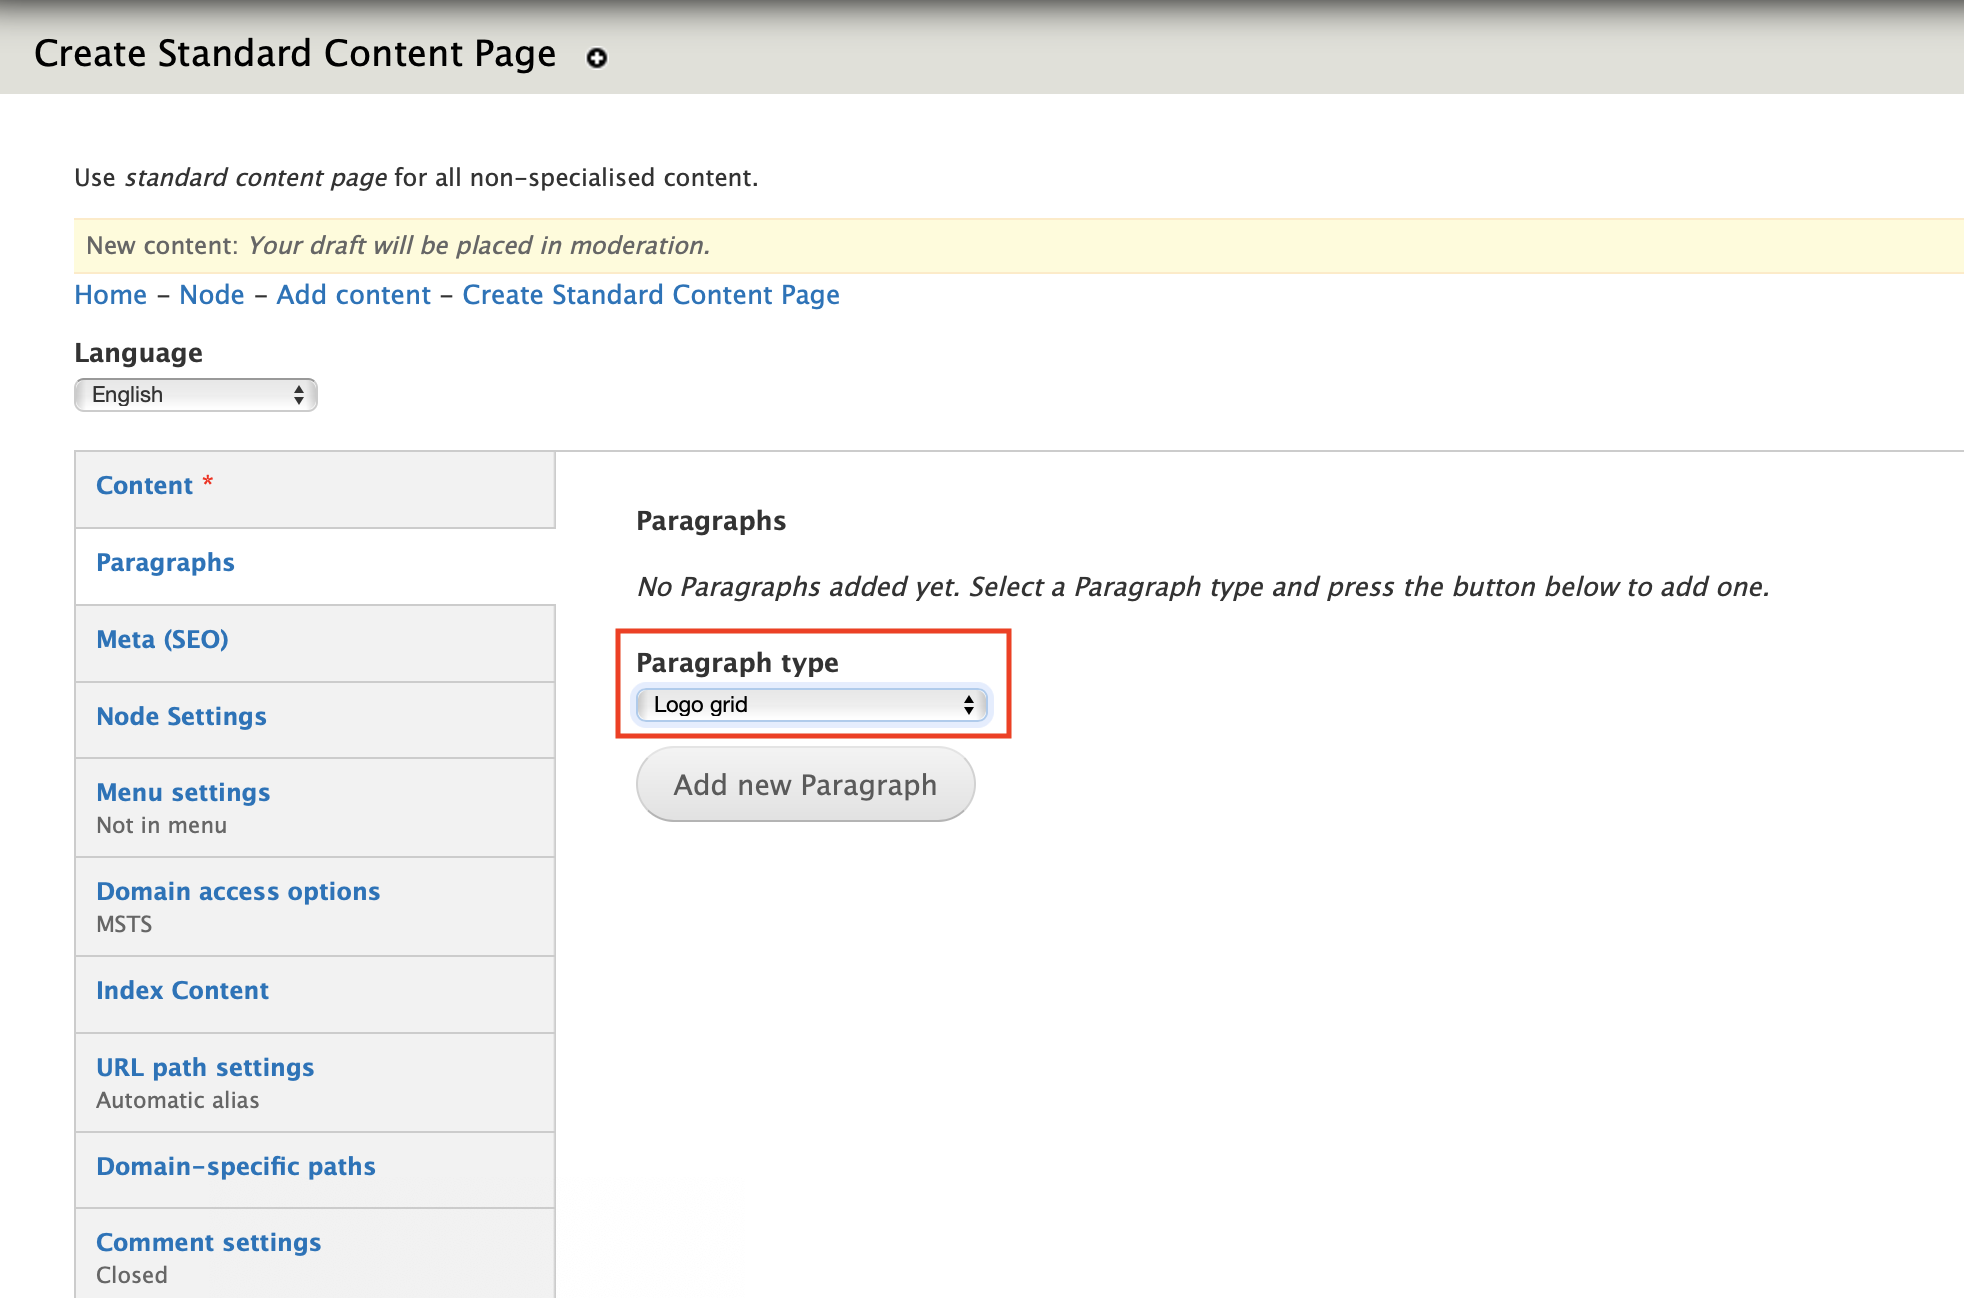 Create Standard Content Page
Use standard content page for all non-specialised content.
New content: Your draft will be placed in moderation.
Home – Node – Add content – Create Standard Content Page
Language
English
Content *
Paragraphs
Meta (SEO)
Node Settings
Menu settings
Not in menu
Domain access options
MSTS
Index Content
URL path settings
Automatic alias
Domain-specific paths
Comment settings
Closed
Paragraphs
No Paragraphs added yet. Select a Paragraph type and press the button below to add one.
Paragraph type
Logo grid
Add new Paragraph